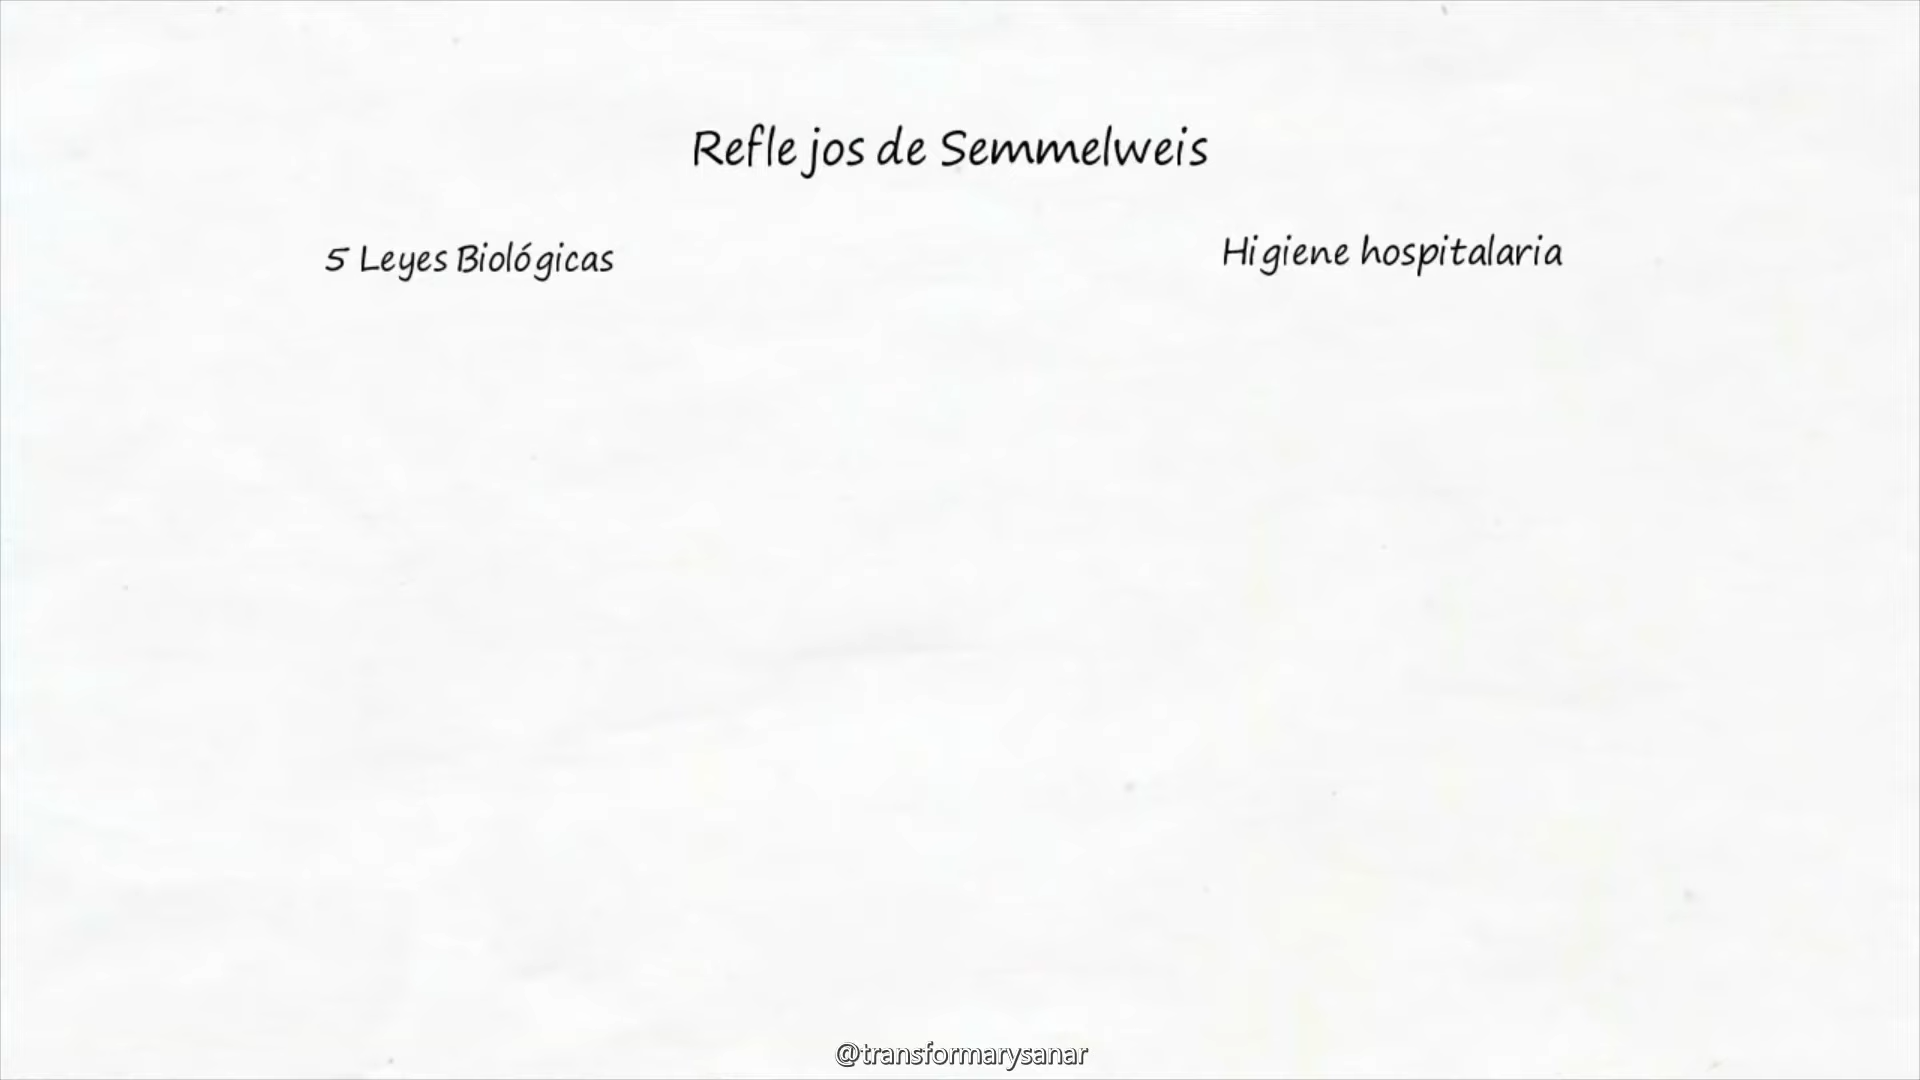 Reflejos de Semmelweis
5 Leyes Biológicas
Higiene hospitalaria
@transformarysanar